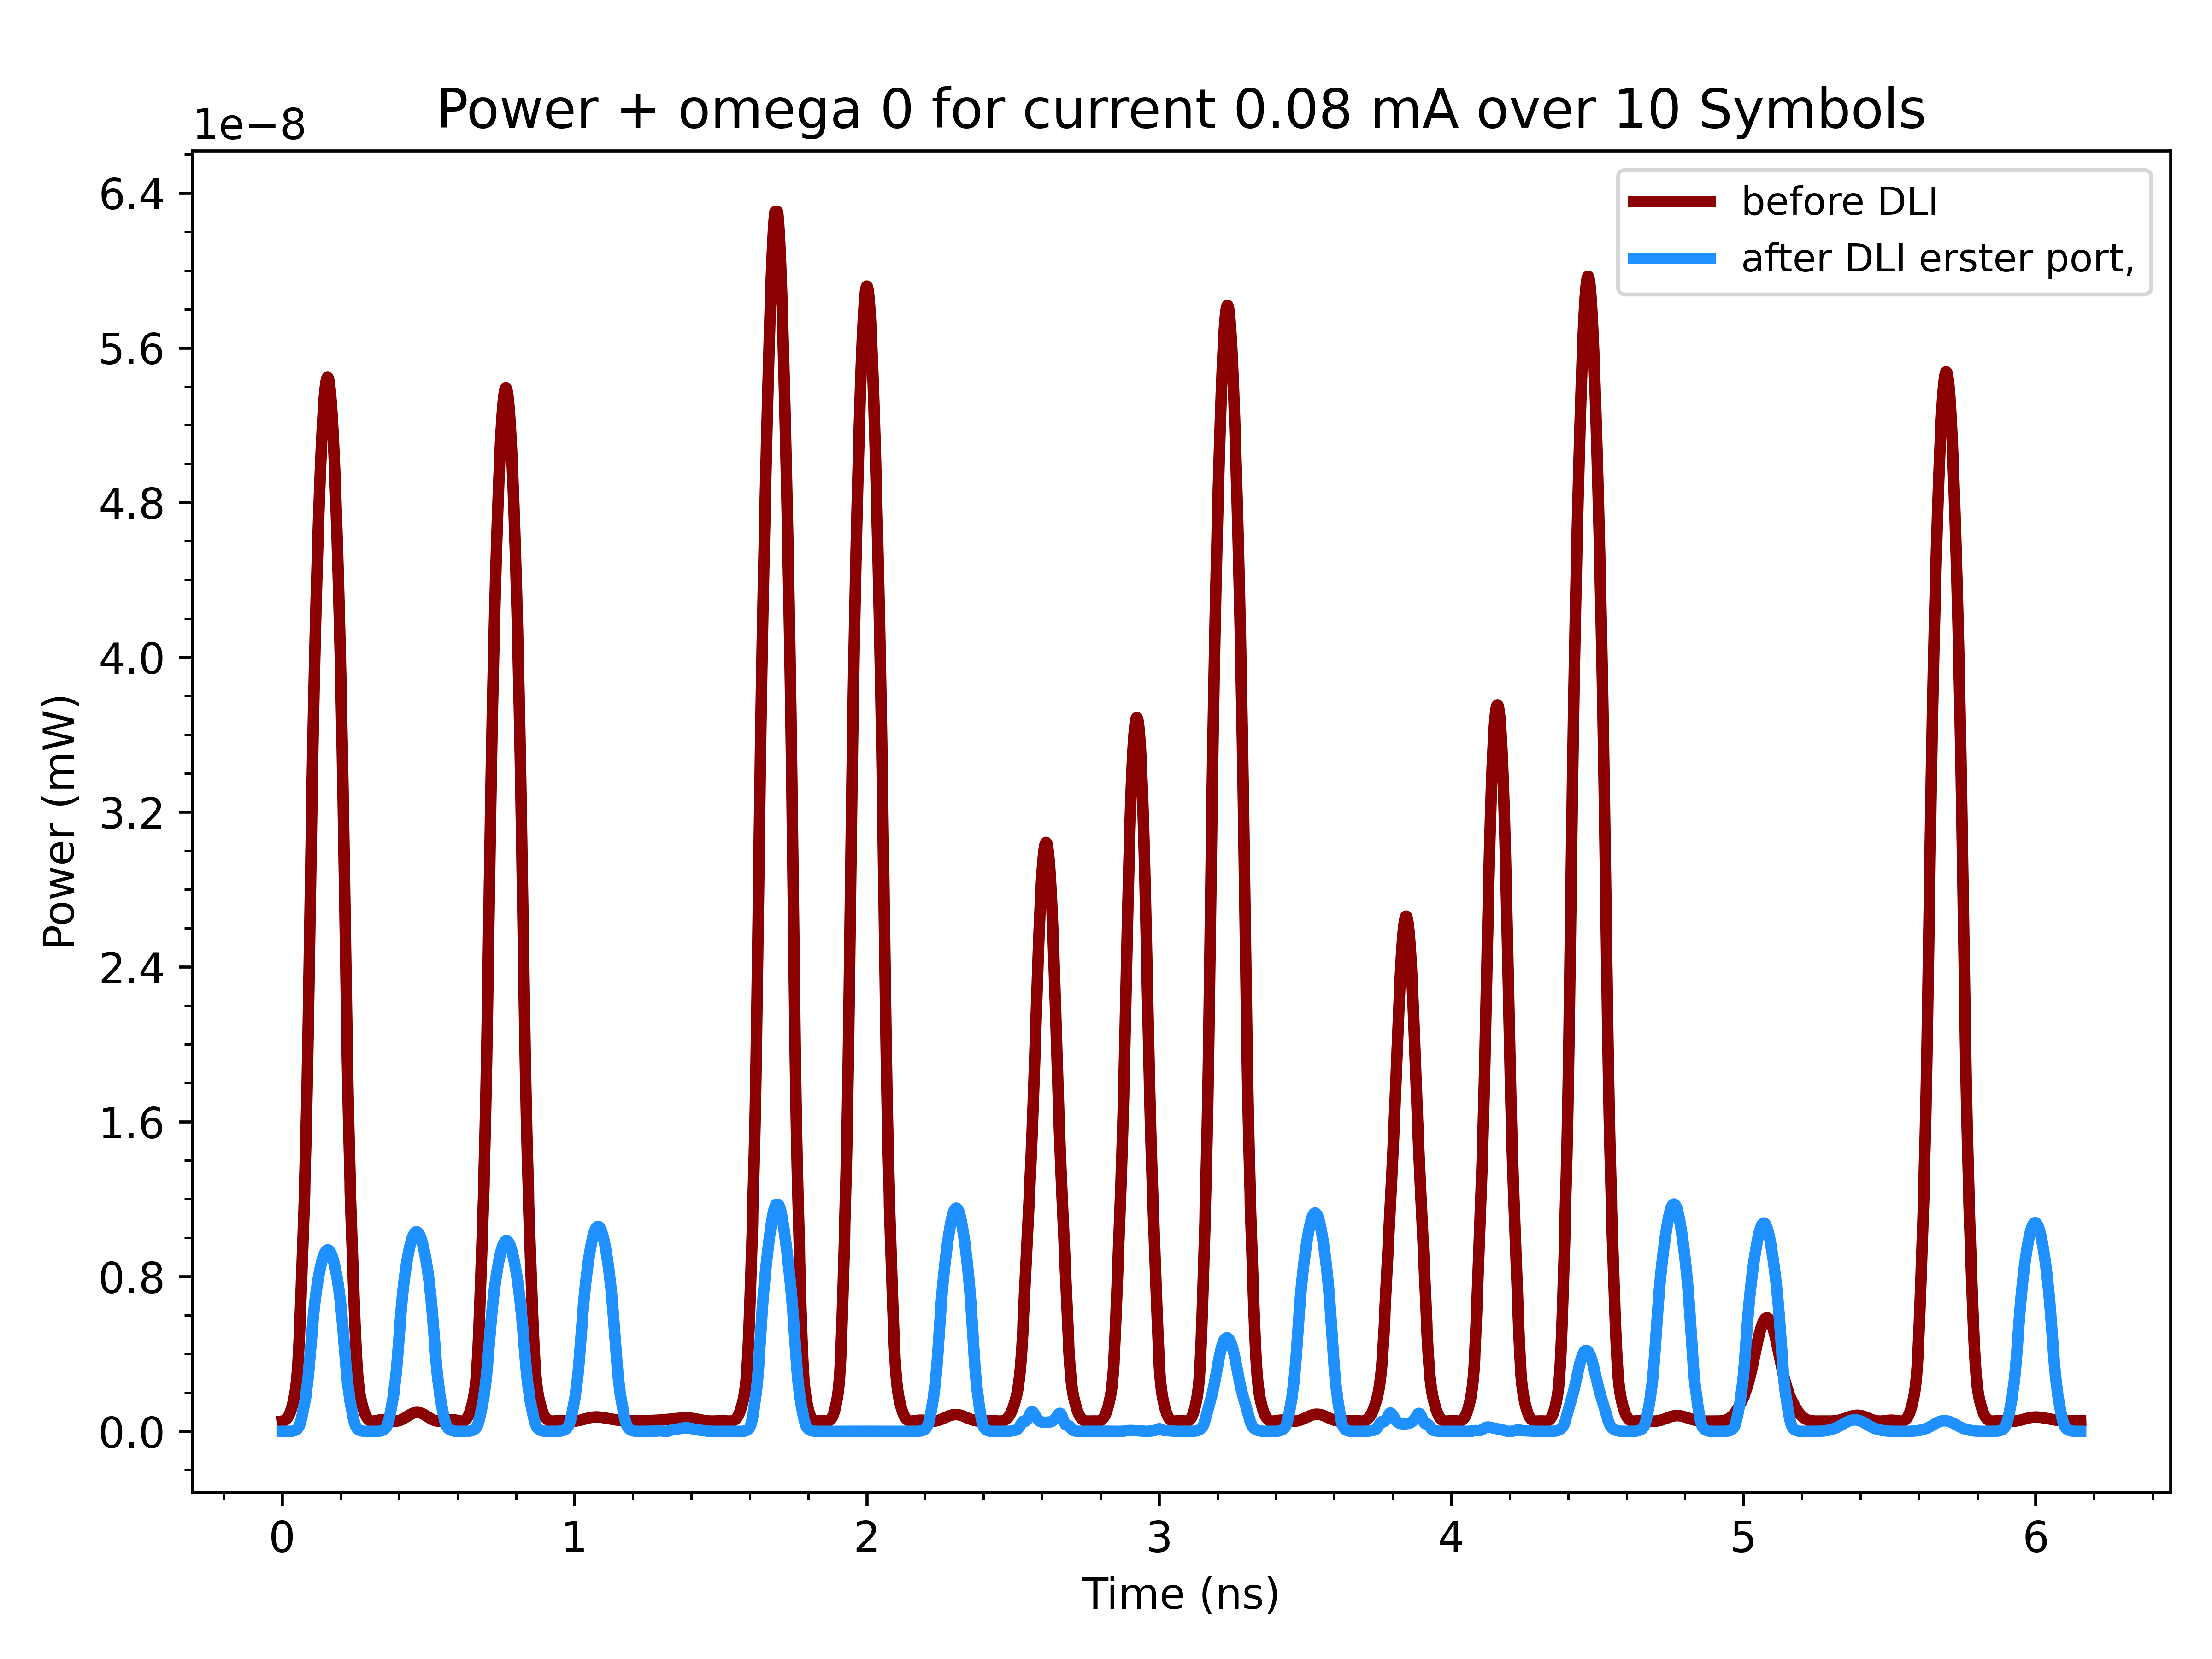 Power + omega 0 for current 0.08 mA over 10 Symbols
1e−8
before DLI
after DLI erster port,
6.4
5.6
4.8
4.0
3.2
2.4
1.6
0.8
0.0
Power (mW)
0 1 2 3 4 5 6
Time (ns)